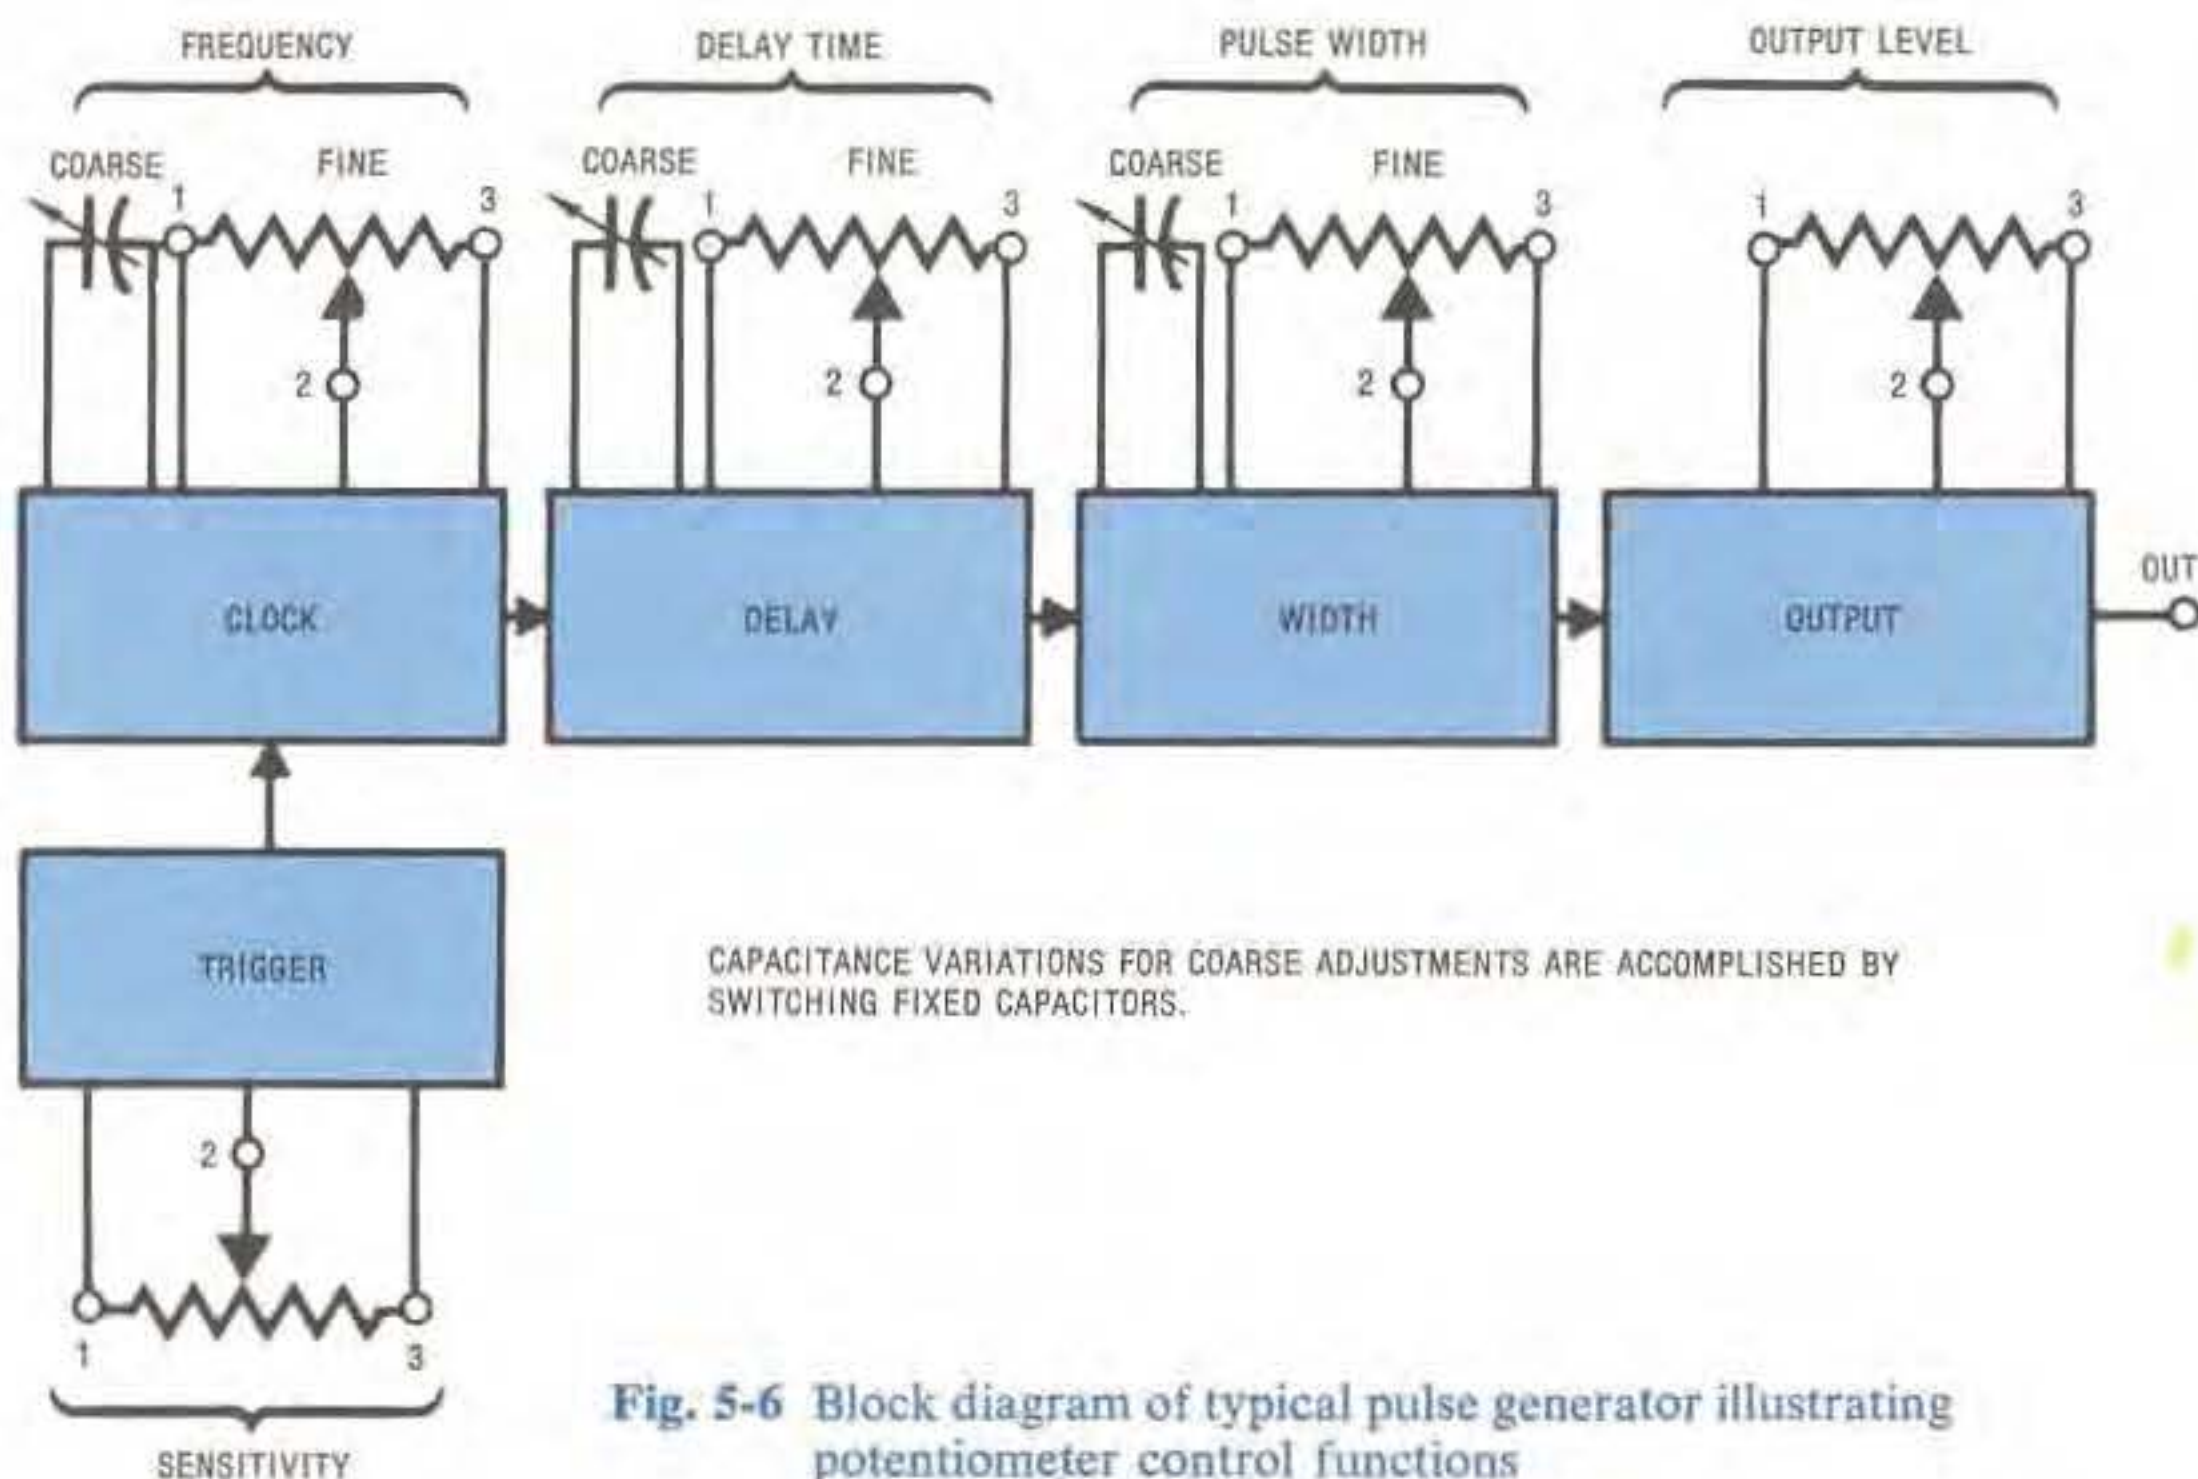 FREQUENCY
DELAY TIME
PULSE WIDTH
OUTPUT LEVEL
COARSE
FINE
COARSE
FINE
COARSE
FINE
1
3
1
3
1
3
1
3
2
2
2
2
CLOCK
DELAY
WIDTH
OUTPUT
OUT
TRIGGER
CAPACITANCE VARIATIONS FOR COARSE ADJUSTMENTS ARE ACCOMPLISHED BY
SWITCHING FIXED CAPACITORS.
2
1
3
SENSITIVITY
Fig. 5-6 Block diagram of typical pulse generator illustrating
potentiometer control functions